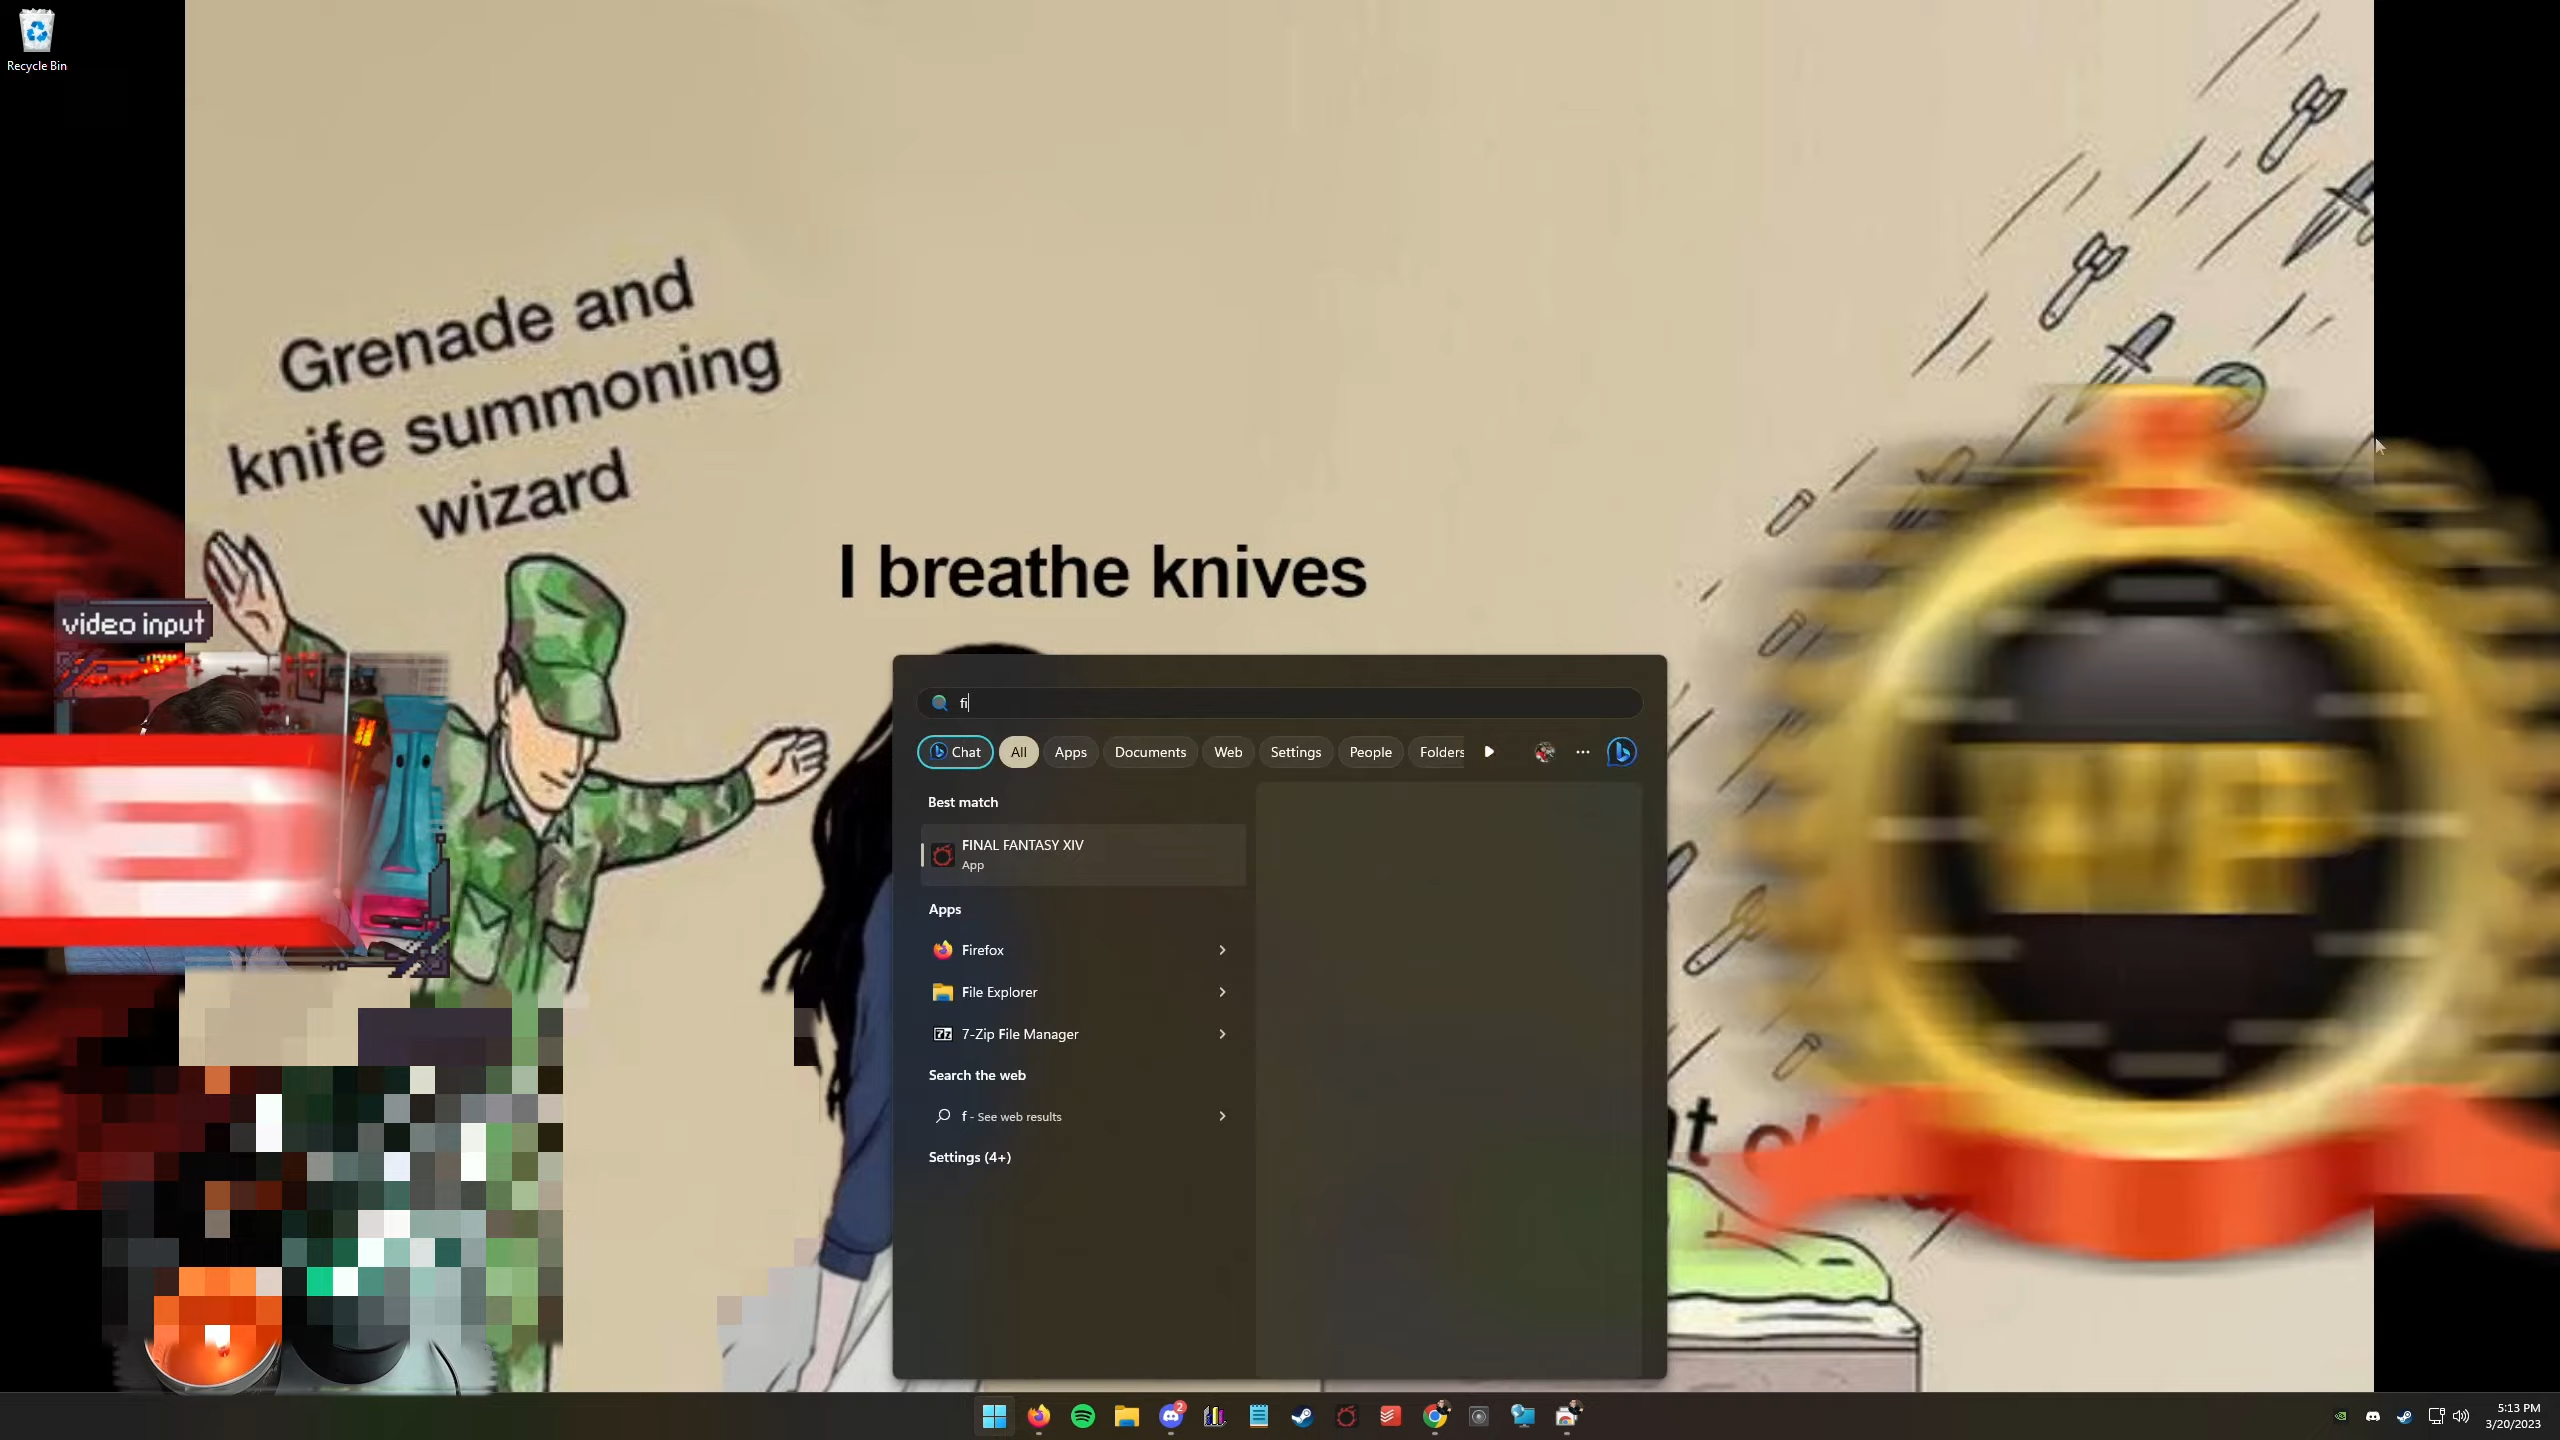 Recycle Bin
Grenade and
knife summoning
wizard
I breathe knives
video input
fi
Chat
All
Apps
Documents
Web
Settings
People
Folders
Best match
FINAL FANTASY XIV
App
Apps
Firefox
File Explorer
7-Zip File Manager
Search the web
f - See web results
Settings (4+)
WP
2
5:13 PM
3/20/2023